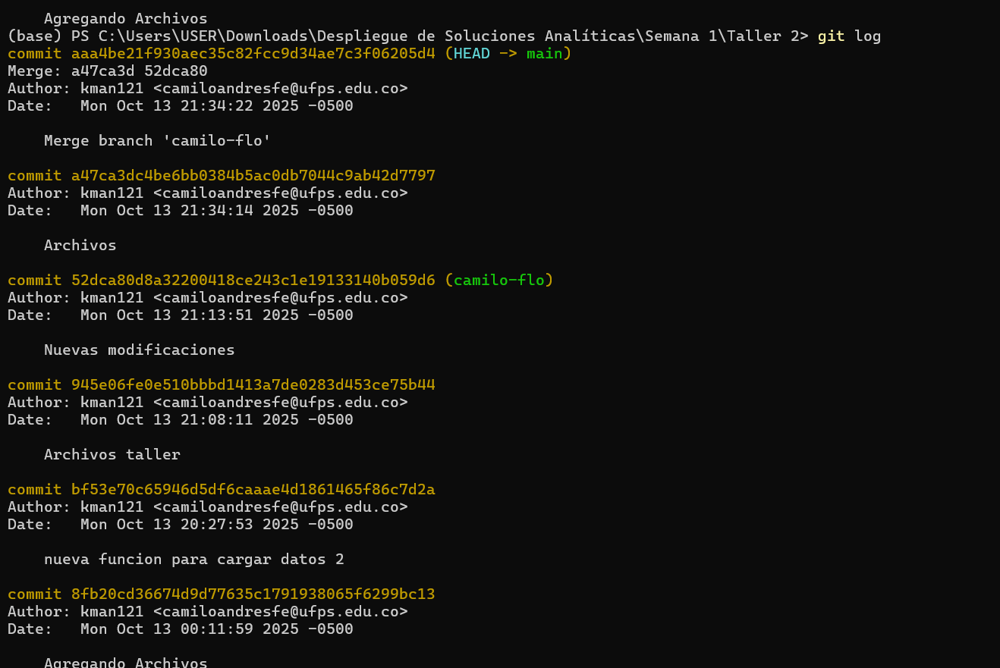 Agregando Archivos
(base) PS C:\Users\USER\Downloads\Despliegue de Soluciones Analíticas\Semana 1\Taller 2> git log
commit aaa4be21f930aec35c82fcc9d34ae7c3f06205d4 (HEAD -> main)
Merge: a47ca3d 52dca80
Author: kman121 <camiloandresfe@ufps.edu.co>
Date:   Mon Oct 13 21:34:22 2025 -0500
Merge branch 'camilo-flo'
commit a47ca3dc4be6bb0384b5ac0db7044c9ab42d7797
Author: kman121 <camiloandresfe@ufps.edu.co>
Date:   Mon Oct 13 21:34:14 2025 -0500
Archivos
commit 52dca80d8a32200418ce243c1e19133140b059d6 (camilo-flo)
Author: kman121 <camiloandresfe@ufps.edu.co>
Date:   Mon Oct 13 21:13:51 2025 -0500
Nuevas modificaciones
commit 945e06fe0e510bbbd1413a7de0283d453ce75b44
Author: kman121 <camiloandresfe@ufps.edu.co>
Date:   Mon Oct 13 21:08:11 2025 -0500
Archivos taller
commit bf53e70c65946d5df6caaae4d1861465f86c7d2a
Author: kman121 <camiloandresfe@ufps.edu.co>
Date:   Mon Oct 13 20:27:53 2025 -0500
nueva funcion para cargar datos 2
commit 8fb20cd36674d9d77635c1791938065f6299bc13
Author: kman121 <camiloandresfe@ufps.edu.co>
Date:   Mon Oct 13 00:11:59 2025 -0500
Agregando Archivos